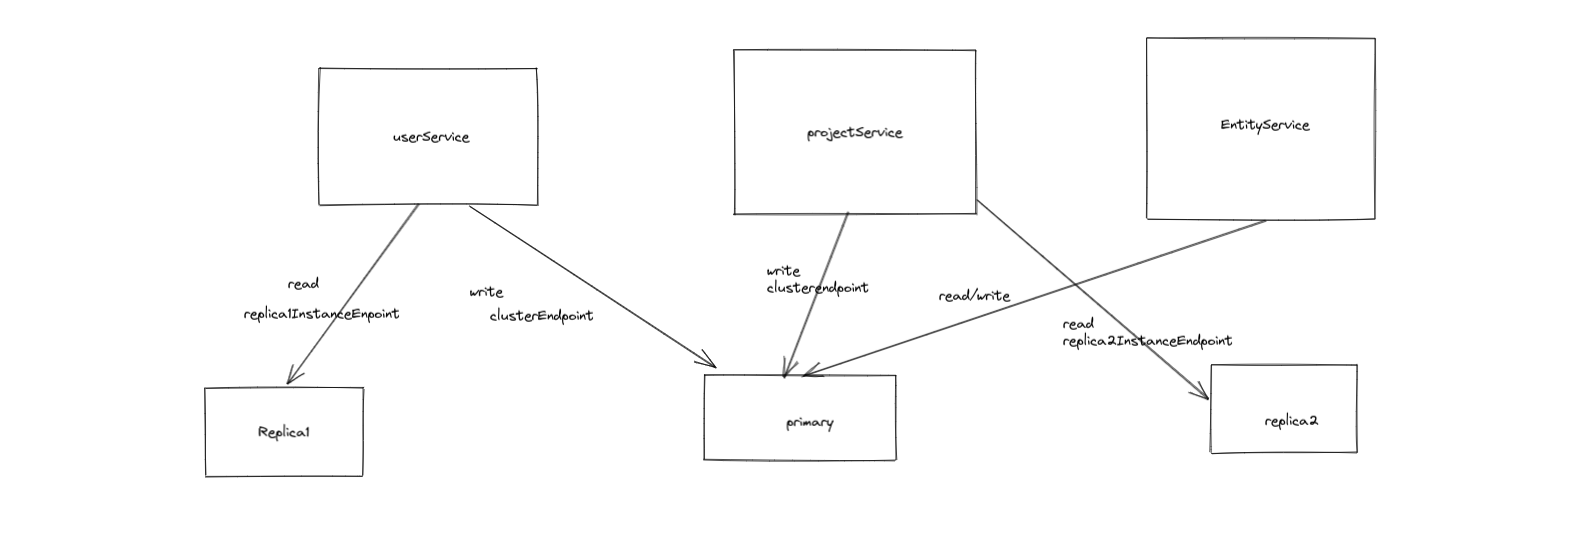 userService
projectService
EntityService
read
replica1InstanceEnpoint
write
clusterEndpoint
write
clusterendpoint
read/write
read
replica2InstanceEndpoint
Replica1
primary
replica2